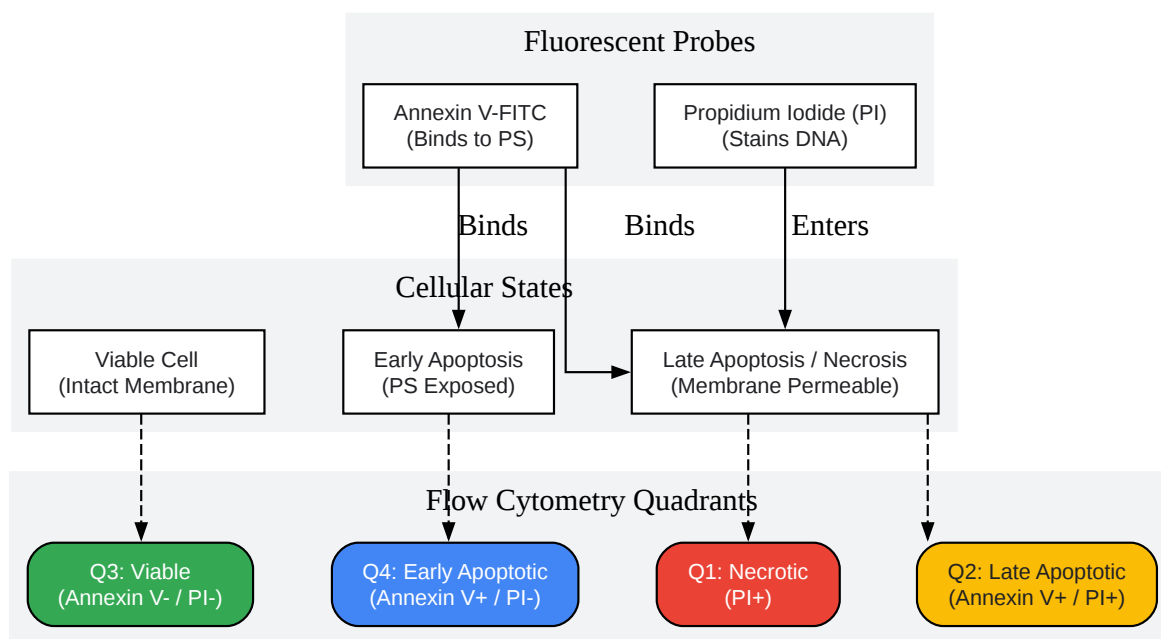 Fluorescent Probes
Annexin V-FITC
(Binds to PS)
Propidium Iodide (PI)
(Stains DNA)
Binds
Binds
Enters
Cellular States
Viable Cell
(Intact Membrane)
Early Apoptosis
(PS Exposed)
Late Apoptosis / Necrosis
(Membrane Permeable)
Flow Cytometry Quadrants
Q3: Viable
(Annexin V- / PI-)
Q4: Early Apoptotic
(Annexin V+ / PI-)
Q1: Necrotic
(PI+)
Q2: Late Apoptotic
(Annexin V+ / PI+)